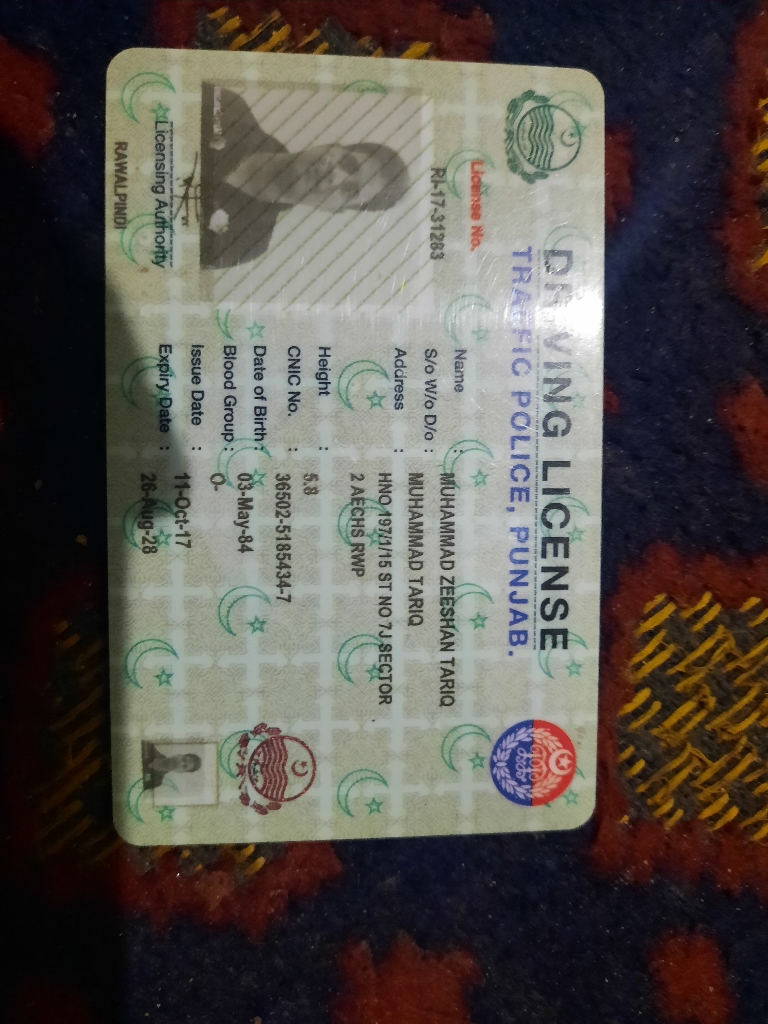 DRIVING LICENSE
TRAFFIC POLICE, PUNJAB.
License No.
RI-17-31283
Name : MUHAMMAD ZEESHAN TARIQ
S/o W/o D/o : MUHAMMAD TARIQ
Address : HNO 197/1/15 ST NO 7J SECTOR
2 AECHS RWP
Height : 5.8
CNIC No. : 36502-5185434-7
Date of Birth : 03-May-84
Blood Group : O-
Issue Date : 11-Oct-17
Expiry Date : 26-Aug-28
Licensing Authority
RAWALPINDI